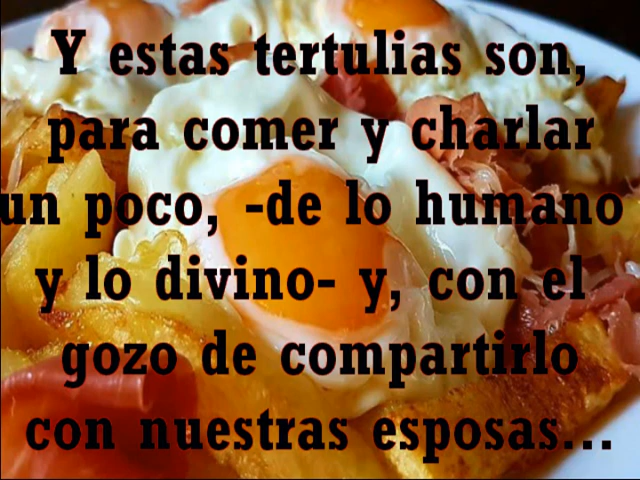 Y estas tertulias son,
para comer y charlar
un poco, -de lo humano
y lo divino- y, con el
gozo de compartirlo
con nuestras esposas...